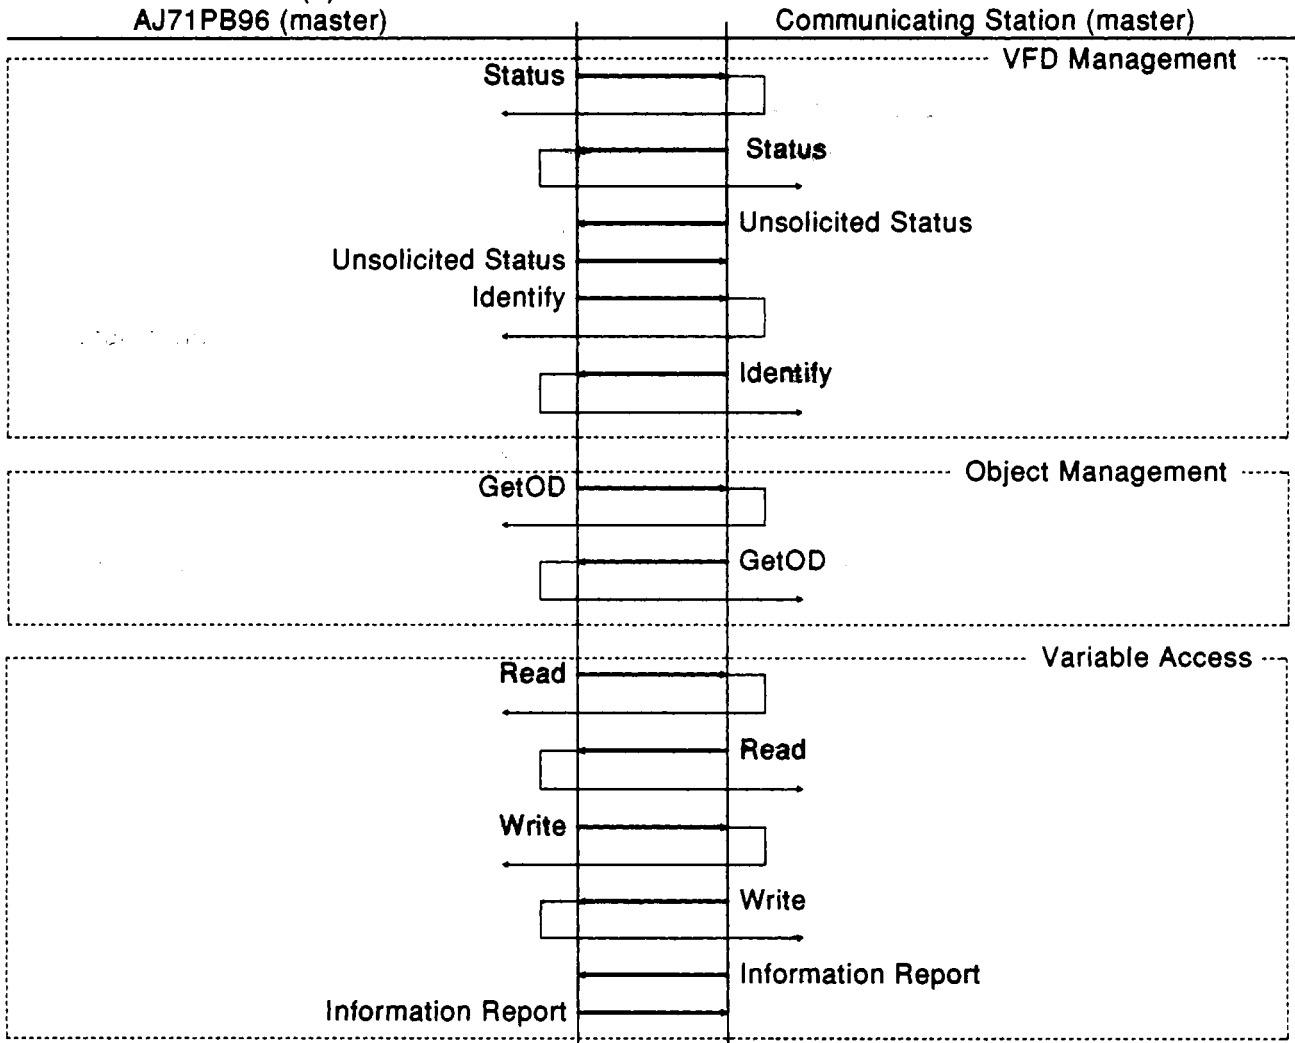 AJ71PB96 (master) Communicating Station (master)
VFD Management
Status
Status
Unsolicited Status
Unsolicited Status
Identify
Identify
Object Management
GetOD
GetOD
Variable Access
Read
Read
Write
Write
Information Report
Information Report